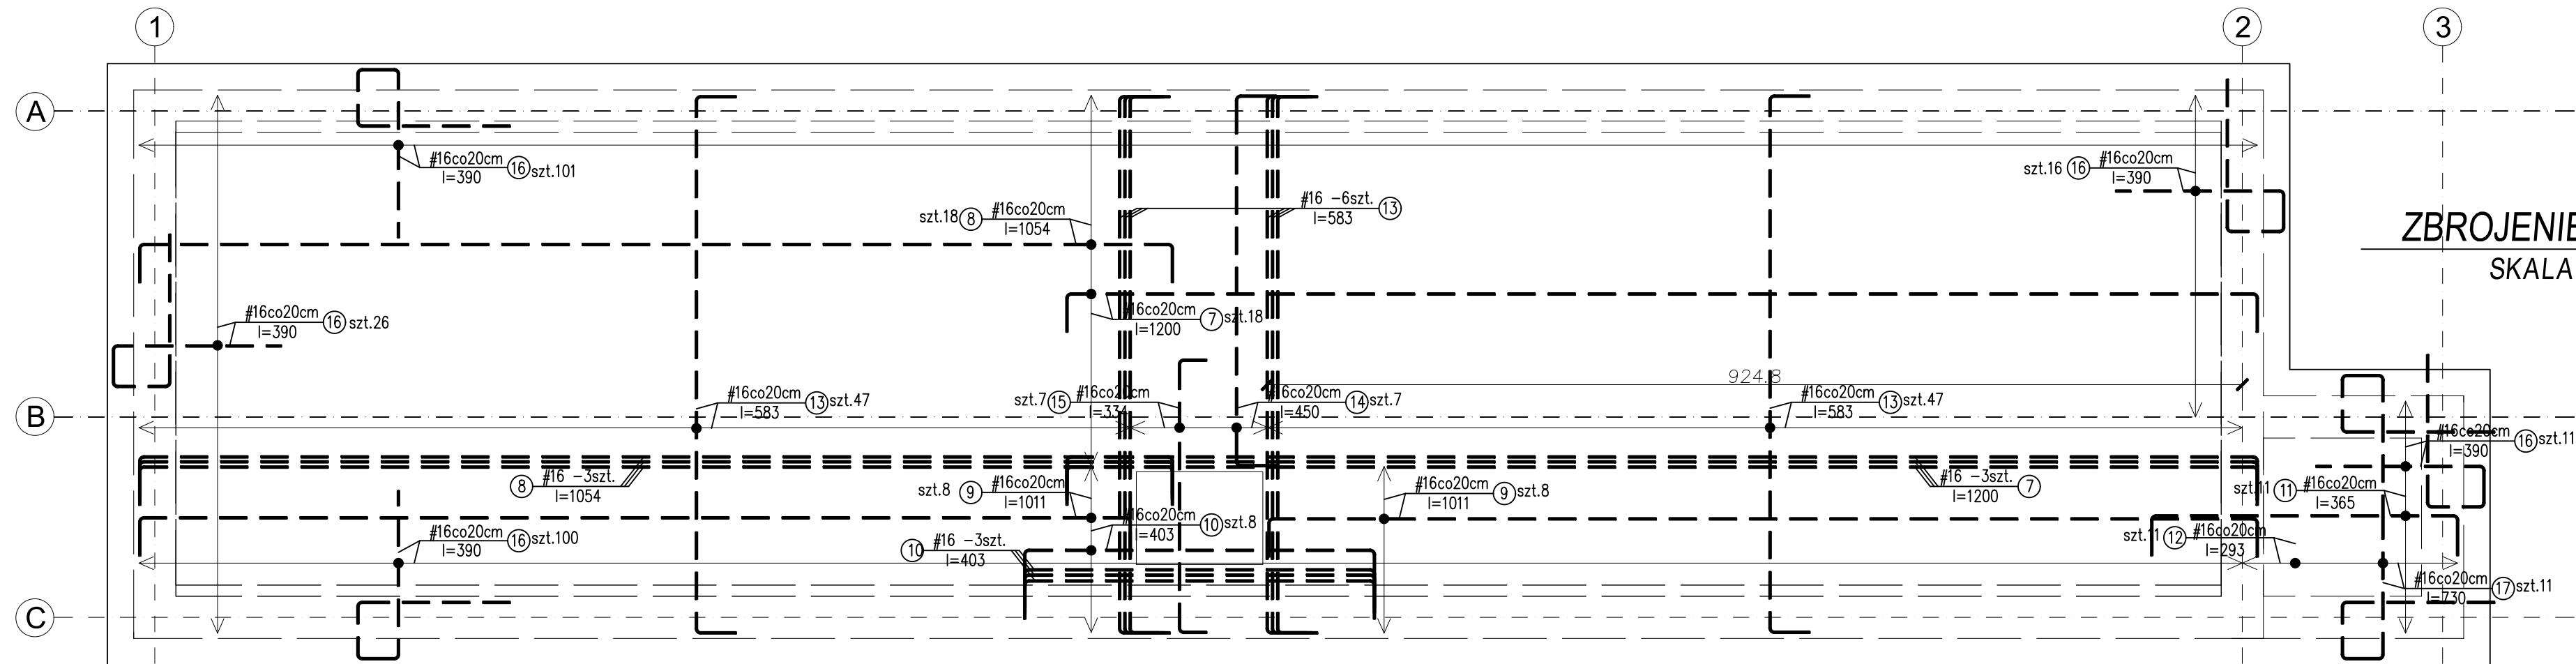 1
2
3
A
#16co20cm
l=390
16 szt.101
szt.16 16 #16co20cm
l=390
#16 -6szt. 13
l=583
szt.18 8 #16co20cm
l=1054
ZBROJENIE
SKALA
#16co20cm
l=390
16 szt.26
#16co20cm
l=1200
7 szt.18
924.8
B
#16co20cm
l=583
13 szt.47
szt.7 15 #16co20cm
l=334
#16co20cm
l=450
14 szt.7
#16co20cm
l=583
13 szt.47
#16co20cm
l=390
16 szt.11
8 #16 -3szt.
l=1054
szt.8 9 #16co20cm
l=1011
#16co20cm
l=1011
9 szt.8
#16 -3szt. 7
l=1200
szt.11 11 #16co20cm
l=365
#16co20cm
l=403
10 szt.8
#16co20cm
l=390
16 szt.100
10 #16 -3szt.
l=403
szt.11 12 #16co20cm
l=293
#16co20cm
l=730
17 szt.11
C